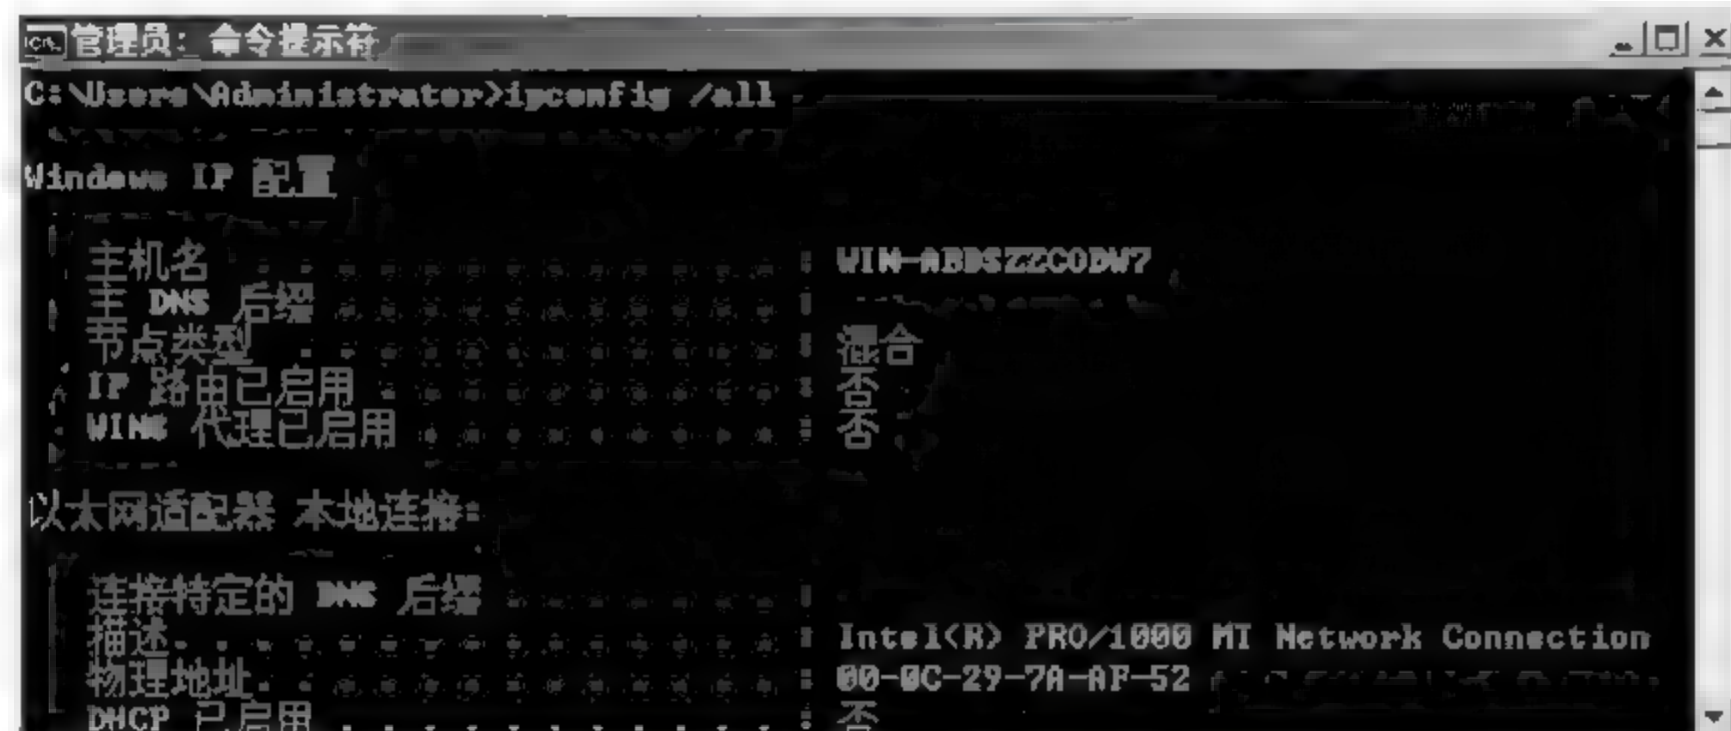 管理员: 命令提示符
C:\Users\Administrator>ipconfig /all
Windows IP 配置
主机名 . . . . . . . . . . . . . :
主 DNS 后缀 . . . . . . . . . . . :
节点类型 . . . . . . . . . . . . : 混合
IP 路由已启用 . . . . . . . . . . : 否
WINS 代理已启用 . . . . . . . . . : 否
以太网适配器 本地连接:
连接特定的 DNS 后缀 . . . . . . . :
描述. . . . . . . . . . . . . . . : Intel(R) PRO/1000 MT Network Connection
物理地址. . . . . . . . . . . . . : 00-0C-29-7A-AF-52
DHCP 已启用 . . . . . . . . . . . : 否